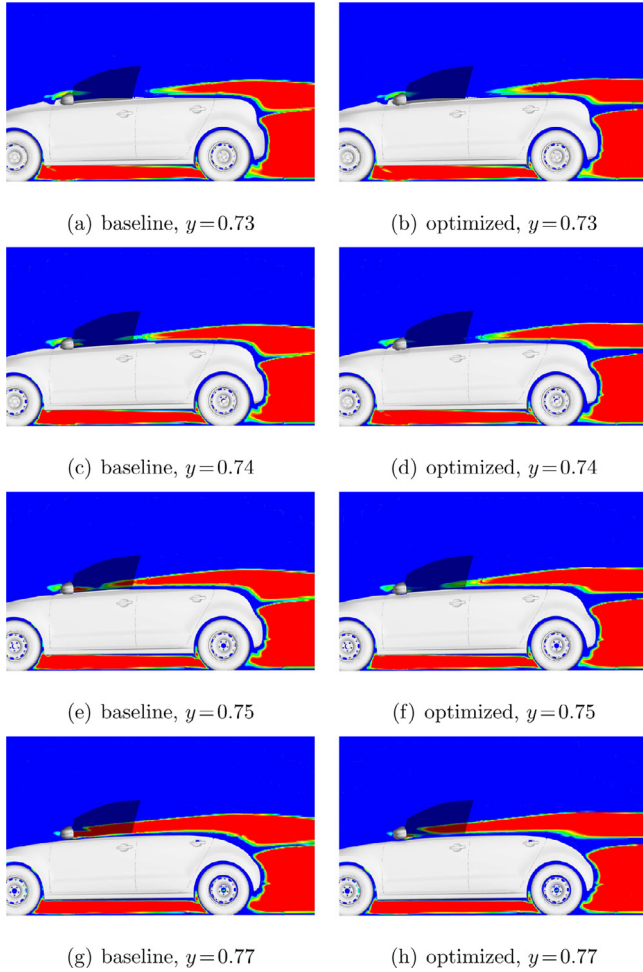 (a) baseline, y=0.73
(b) optimized, y=0.73
(c) baseline, y=0.74
(d) optimized, y=0.74
(e) baseline, y=0.75
(f) optimized, y=0.75
(g) baseline, y=0.77
(h) optimized, y=0.77